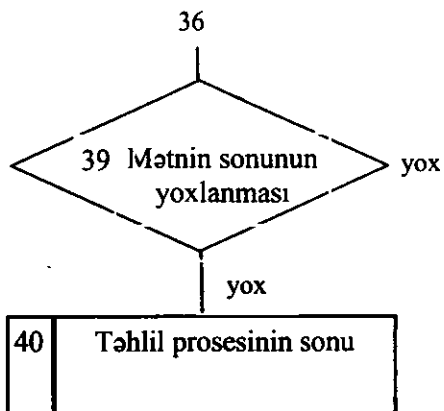 36
39 Mətnin sonunun
yoxlanması
yox
yox
40 Təhlil prosesinin sonu